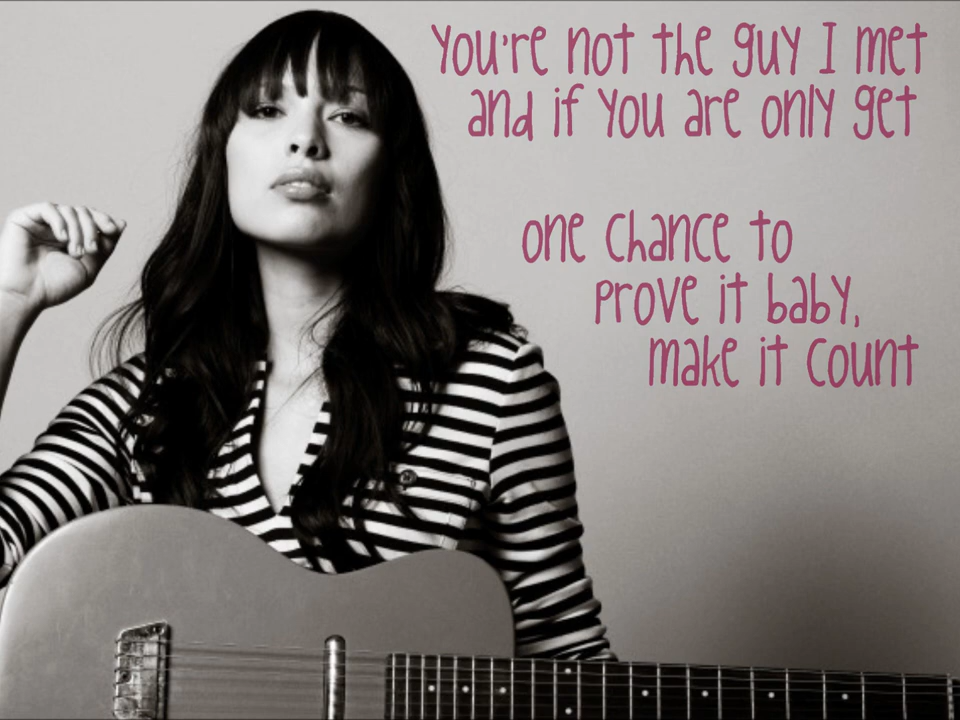 You're not the guy I met
and if you are only get
one chance to
prove it baby,
make it count